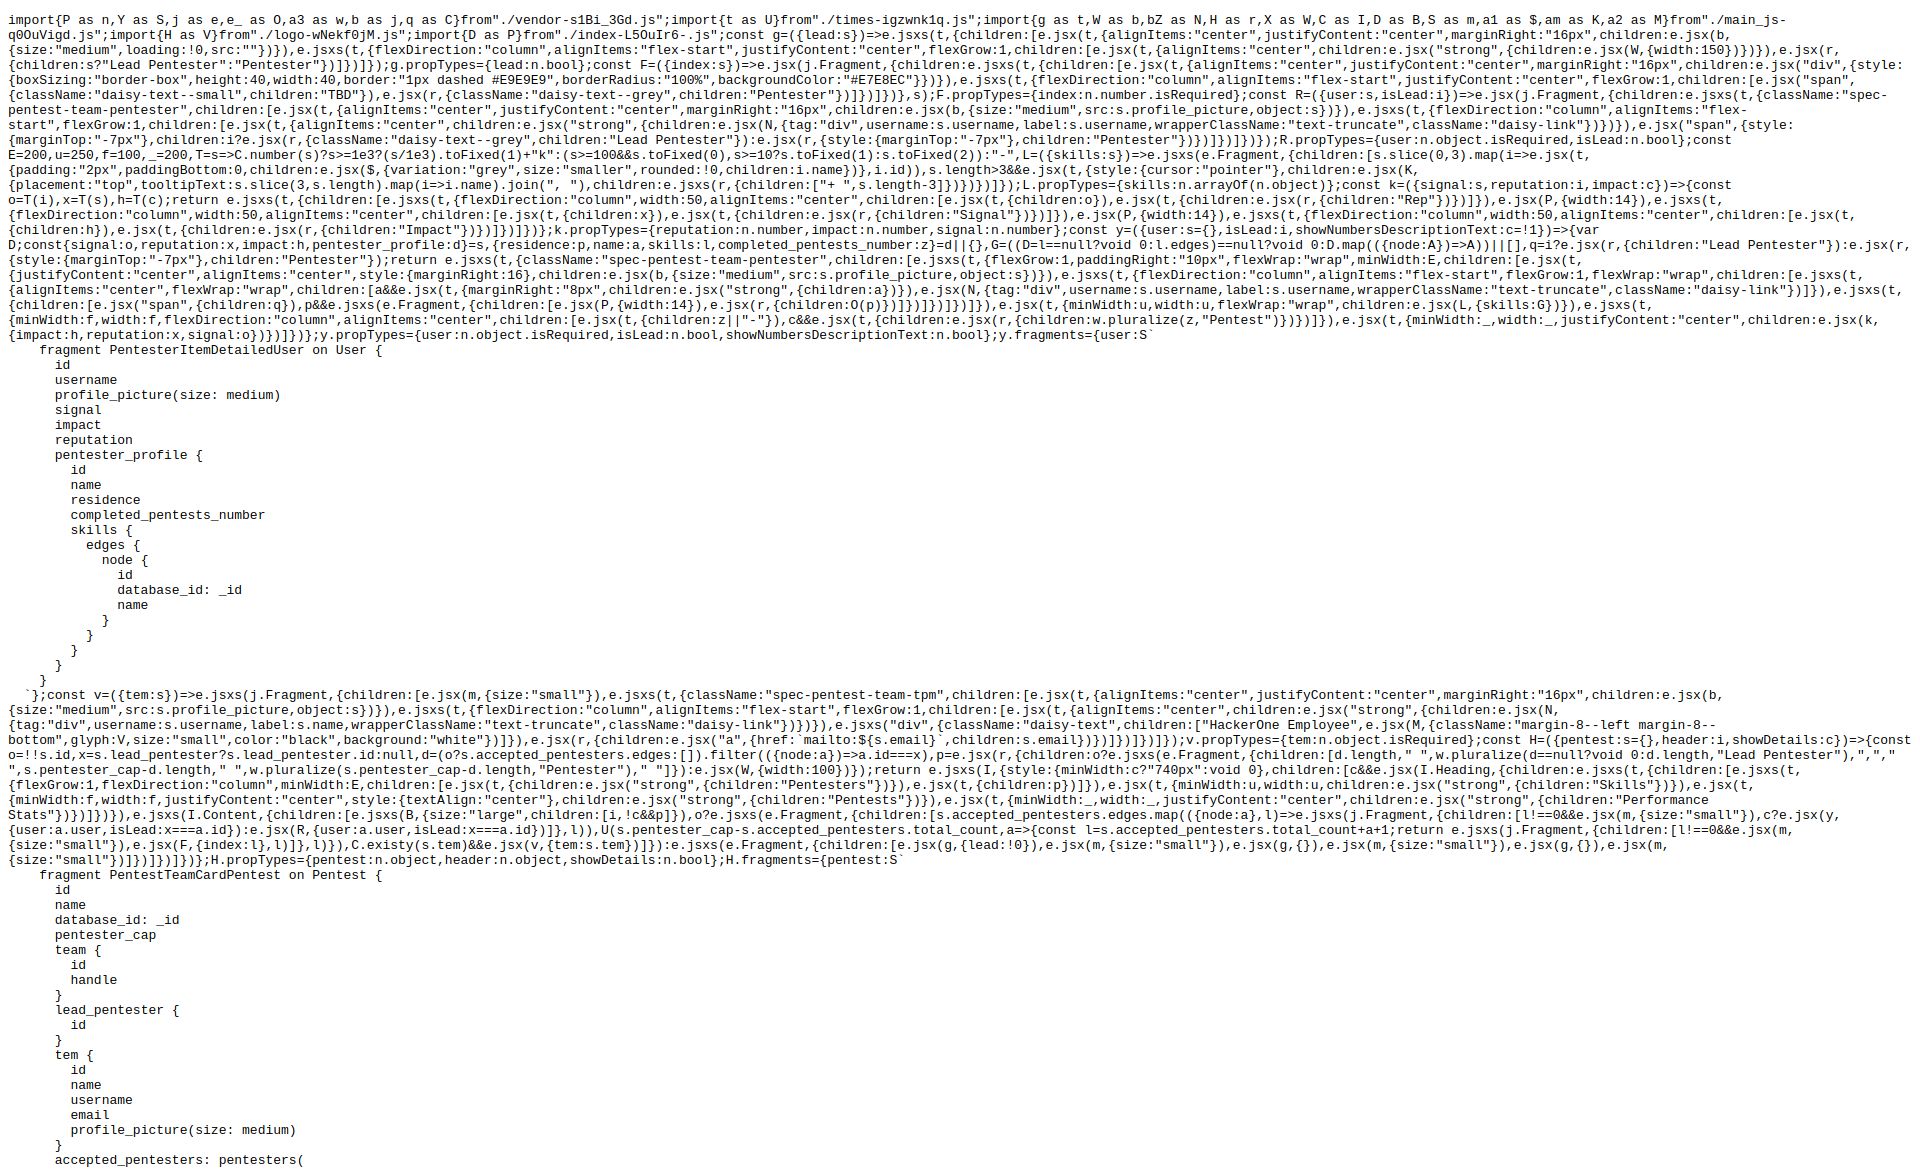 import{P as n,Y as S,j as e,e_ as O,a3 as w,b as j,q as C}from"./vendor-s1Bi_3Gd.js";import{t as U}from"./times-igzwnk1q.js";import{g as t,W as b,bZ as N,H as r,X as W,C as I,D as B,S as m,a1 as $,am as K,a2 as M}from"./main_js-
q0OuVigd.js";import{H as V}from"./logo-wNekf0jM.js";import{D as P}from"./index-L5OuIr6-.js";const g=({lead:s})=>e.jsxs(t,{children:[e.jsx(t,{alignItems:"center",justifyContent:"center",marginRight:"16px",children:e.jsx(b,
{size:"medium",loading:!0,src:""})}),e.jsxs(t,{flexDirection:"column",alignItems:"flex-start",justifyContent:"center",flexGrow:1,children:[e.jsx(t,{alignItems:"center",children:e.jsx("strong",{children:e.jsx(W,{width:150})})}),e.jsx(r,
{children:s?"Lead Pentester":"Pentester"})]})]});g.propTypes={lead:n.bool};const F=({index:s})=>e.jsx(j.Fragment,{children:e.jsxs(t,{children:[e.jsx(t,{alignItems:"center",justifyContent:"center",marginRight:"16px",children:e.jsx("div",{style:
{boxSizing:"border-box",height:40,width:40,border:"1px dashed #E9E9E9",borderRadius:"100%",backgroundColor:"#E7E8EC"}})}),e.jsxs(t,{flexDirection:"column",alignItems:"flex-start",justifyContent:"center",flexGrow:1,children:[e.jsx("span",
{className:"daisy-text--small",children:"TBD"}),e.jsx(r,{className:"daisy-text--grey",children:"Pentester"})]})]})},s);F.propTypes={index:n.number.isRequired};const R=({user:s,isLead:i})=>e.jsx(j.Fragment,{children:e.jsxs(t,{className:"spec-
pentest-team-pentester",children:[e.jsx(t,{alignItems:"center",justifyContent:"center",marginRight:"16px",children:e.jsx(b,{size:"medium",src:s.profile_picture,object:s})}),e.jsxs(t,{flexDirection:"column",alignItems:"flex-
start",flexGrow:1,children:[e.jsx(t,{alignItems:"center",children:e.jsx("strong",{children:e.jsx(N,{tag:"div",username:s.username,label:s.username,wrapperClassName:"text-truncate",className:"daisy-link"})})}),e.jsx("span",{style:
{marginTop:"-7px"},children:i?e.jsx(r,{className:"daisy-text--grey",children:"Lead Pentester"}):e.jsx(r,{style:{marginTop:"-7px"},children:"Pentester"})})]})]})});R.propTypes={user:n.object.isRequired,isLead:n.bool};const
E=200,u=250,f=100,_=200,T=s=>C.number(s)?s>=1e3?(s/1e3).toFixed(1)+"k":(s>=100&&s.toFixed(0),s>=10?s.toFixed(1):s.toFixed(2)):"-",L=({skills:s})=>e.jsxs(e.Fragment,{children:[s.slice(0,3).map(i=>e.jsx(t,
{padding:"2px",paddingBottom:0,children:e.jsx($,{variation:"grey",size:"smaller",rounded:!0,children:i.name})},i.id)),s.length>3&&e.jsx(t,{style:{cursor:"pointer"},children:e.jsx(K,
{placement:"top",tooltipText:s.slice(3,s.length).map(i=>i.name).join(", "),children:e.jsxs(r,{children:["+ ",s.length-3]})})})]});L.propTypes={skills:n.arrayOf(n.object)};const k=({signal:s,reputation:i,impact:c})=>{const
o=T(i),x=T(s),h=T(c);return e.jsxs(t,{children:[e.jsxs(t,{flexDirection:"column",width:50,alignItems:"center",children:[e.jsx(t,{children:o}),e.jsx(t,{children:e.jsx(r,{children:"Rep"})})]}),e.jsx(P,{width:14}),e.jsxs(t,
{flexDirection:"column",width:50,alignItems:"center",children:[e.jsx(t,{children:x}),e.jsx(t,{children:e.jsx(r,{children:"Signal"})})]}),e.jsx(P,{width:14}),e.jsxs(t,{flexDirection:"column",width:50,alignItems:"center",children:[e.jsx(t,
{children:h}),e.jsx(t,{children:e.jsx(r,{children:"Impact"})})]})]})};k.propTypes={reputation:n.number,impact:n.number,signal:n.number};const y=({user:s={},isLead:i,showNumbersDescriptionText:c=!1})=>{var
D;const{signal:o,reputation:x,impact:h,pentester_profile:d}=s,{residence:p,name:a,skills:l,completed_pentests_number:z}=d||{},G=((D=l==null?void 0:l.edges)==null?void 0:D.map(({node:A})=>A))||[],q=i?e.jsx(r,{children:"Lead Pentester"}):e.jsx(r,
{style:{marginTop:"-7px"},children:"Pentester"});return e.jsxs(t,{className:"spec-pentest-team-pentester",children:[e.jsxs(t,{flexGrow:1,paddingRight:"10px",flexWrap:"wrap",minWidth:E,children:[e.jsx(t,
{justifyContent:"center",alignItems:"center",style:{marginRight:16},children:e.jsx(b,{size:"medium",src:s.profile_picture,object:s})}),e.jsxs(t,{flexDirection:"column",alignItems:"flex-start",flexGrow:1,flexWrap:"wrap",children:[e.jsxs(t,
{alignItems:"center",flexWrap:"wrap",children:[a&&e.jsx(t,{marginRight:"8px",children:e.jsx("strong",{children:a})}),e.jsx(N,{tag:"div",username:s.username,label:s.username,wrapperClassName:"text-truncate",className:"daisy-link"})]}),e.jsxs(t,
{children:[e.jsx("span",{children:q}),p&&e.jsxs(e.Fragment,{children:[e.jsx(P,{width:14}),e.jsx(r,{children:O(p)})]})]})]})]}),e.jsx(t,{minWidth:u,width:u,flexWrap:"wrap",children:e.jsx(L,{skills:G})}),e.jsxs(t,
{minWidth:f,width:f,flexDirection:"column",alignItems:"center",children:[e.jsx(t,{children:z||"-"}),c&&e.jsx(t,{children:e.jsx(r,{children:w.pluralize(z,"Pentest")})})]}),e.jsx(t,{minWidth:_,width:_,justifyContent:"center",children:e.jsx(k,
{impact:h,reputation:x,signal:o})})]})};y.propTypes={user:n.object.isRequired,isLead:n.bool,showNumbersDescriptionText:n.bool};y.fragments={user:S`
fragment PentesterItemDetailedUser on User {
id
username
profile_picture(size: medium)
signal
impact
reputation
pentester_profile {
id
name
residence
completed_pentests_number
skills {
edges {
node {
id
database_id: _id
name
}
}
}
}
}
`};const v=({tem:s})=>e.jsxs(j.Fragment,{children:[e.jsx(m,{size:"small"}),e.jsxs(t,{className:"spec-pentest-team-tpm",children:[e.jsx(t,{alignItems:"center",justifyContent:"center",marginRight:"16px",children:e.jsx(b,
{size:"medium",src:s.profile_picture,object:s})}),e.jsxs(t,{flexDirection:"column",alignItems:"flex-start",flexGrow:1,children:[e.jsx(t,{alignItems:"center",children:e.jsx("strong",{children:e.jsx(N,
{tag:"div",username:s.username,label:s.name,wrapperClassName:"text-truncate",className:"daisy-link"})})}),e.jsxs("div",{className:"daisy-text",children:["HackerOne Employee",e.jsx(M,{className:"margin-8--left margin-8--
bottom",glyph:V,size:"small",color:"black",background:"white"})]}),e.jsx(r,{children:e.jsx("a",{href:`mailto:${s.email}`,children:s.email})})]})]})]});v.propTypes={tem:n.object.isRequired};const H=({pentest:s={},header:i,showDetails:c})=>{const
o=!!s.id,x=s.lead_pentester?s.lead_pentester.id:null,d=(o?s.accepted_pentesters.edges:[]).filter(({node:a})=>a.id===x),p=e.jsx(r,{children:o?e.jsxs(e.Fragment,{children:[d.length," ",w.pluralize(d==null?void 0:d.length,"Lead Pentester"),",","
",s.pentester_cap-d.length," ",w.pluralize(s.pentester_cap-d.length,"Pentester")," "]}):e.jsx(W,{width:100})});return e.jsxs(I,{style:{minWidth:c?"740px":void 0},children:[c&&e.jsx(I.Heading,{children:e.jsxs(t,{children:[e.jsxs(t,
{flexGrow:1,flexDirection:"column",minWidth:E,children:[e.jsx(t,{children:e.jsx("strong",{children:"Pentesters"})}),e.jsx(t,{children:p})]}),e.jsx(t,{minWidth:u,width:u,children:e.jsx("strong",{children:"Skills"})}),e.jsx(t,
{minWidth:f,width:f,justifyContent:"center",style:{textAlign:"center"},children:e.jsx("strong",{children:"Pentests"})}),e.jsx(t,{minWidth:_,width:_,justifyContent:"center",children:e.jsx("strong",{children:"Performance
Stats"})})]})}),e.jsxs(I.Content,{children:[e.jsxs(B,{size:"large",children:[i,!c&&p]}),o?e.jsxs(e.Fragment,{children:[s.accepted_pentesters.edges.map(({node:a},l)=>e.jsxs(j.Fragment,{children:[l!==0&&e.jsx(m,{size:"small"}),c?e.jsx(y,
{user:a.user,isLead:x===a.id}):e.jsx(R,{user:a.user,isLead:x===a.id})]},l)),U(s.pentester_cap-s.accepted_pentesters.total_count,a=>{const l=s.accepted_pentesters.total_count+a+1;return e.jsxs(j.Fragment,{children:[l!==0&&e.jsx(m,
{size:"small"}),e.jsx(F,{index:l},l)]},l)}),C.existy(s.tem)&&e.jsx(v,{tem:s.tem})]}):e.jsxs(e.Fragment,{children:[e.jsx(g,{lead:!0}),e.jsx(m,{size:"small"}),e.jsx(g,{}),e.jsx(m,{size:"small"}),e.jsx(g,{}),e.jsx(m,
{size:"small"})]})]})]})};H.propTypes={pentest:n.object,header:n.object,showDetails:n.bool};H.fragments={pentest:S`
fragment PentestTeamCardPentest on Pentest {
id
name
database_id: _id
pentester_cap
team {
id
handle
}
lead_pentester {
id
}
tem {
id
name
username
email
profile_picture(size: medium)
}
accepted_pentesters: pentesters(